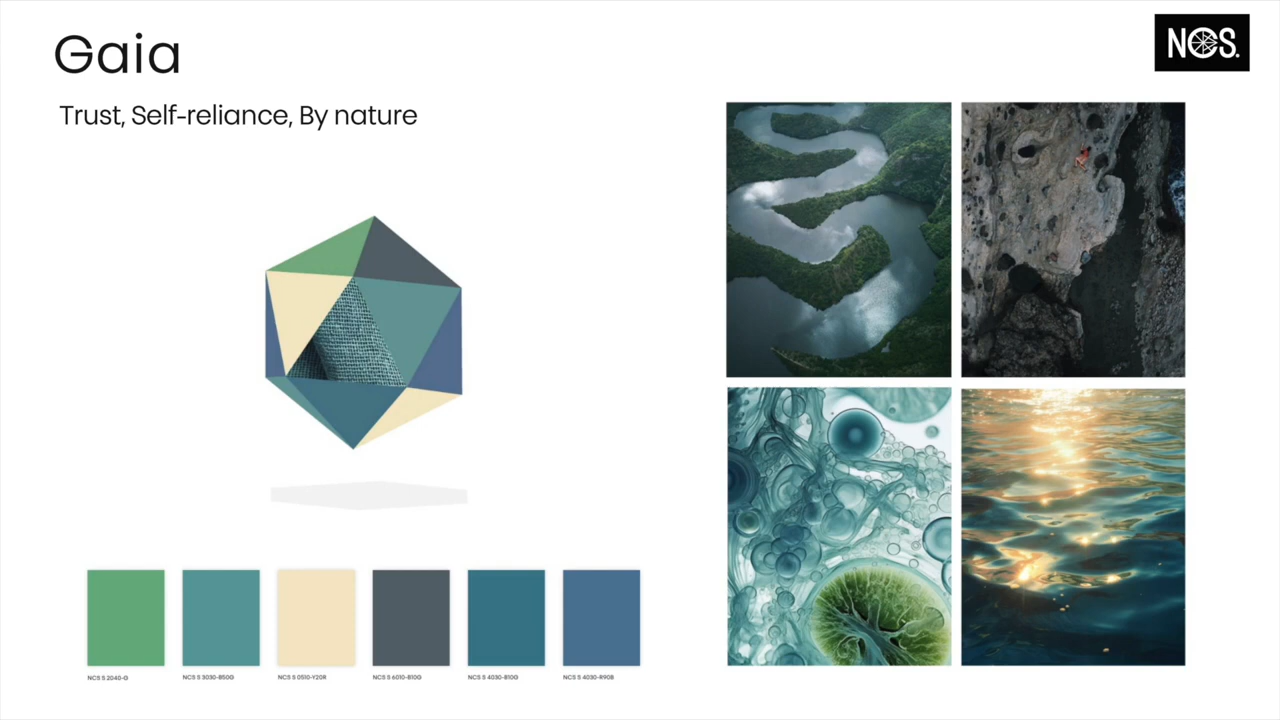 Gaia
NCS.
Trust, Self-reliance, By nature
NCS S 2040-G
NCS S 3030-B50G
NCS S 0510-Y20R
NCS S 6010-B10G
NCS S 4030-B10G
NCS S 4030-R90B